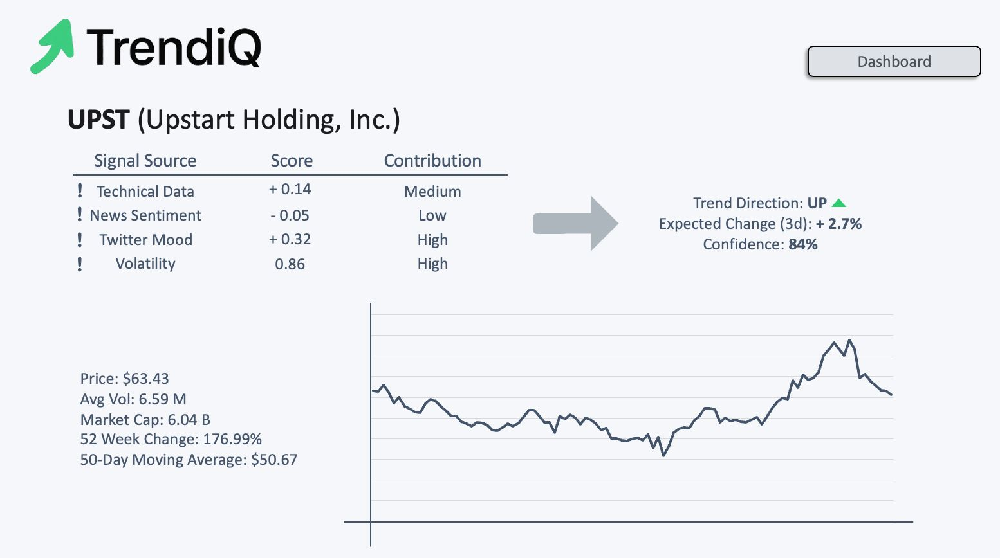 TrendiQ
Dashboard
UPST (Upstart Holding, Inc.)
Signal Source Score Contribution
! Technical Data + 0.14 Medium
! News Sentiment - 0.05 Low
! Twitter Mood + 0.32 High
! Volatility 0.86 High
Trend Direction: UP
Expected Change (3d): + 2.7%
Confidence: 84%
Price: $63.43
Avg Vol: 6.59 M
Market Cap: 6.04 B
52 Week Change: 176.99%
50-Day Moving Average: $50.67